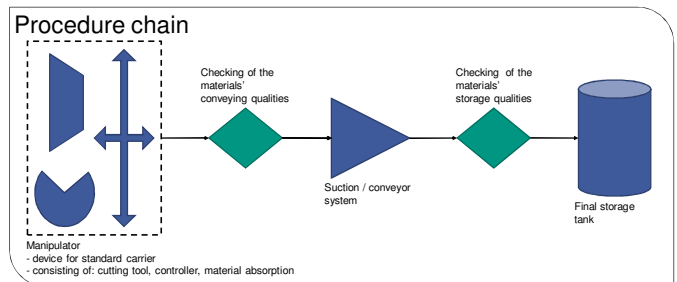 Procedure chain
Checking of the
materials'
conveying qualities
Checking of the
materials'
storage qualities
Suction / conveyor
system
Final storage
tank
Manipulator
- device for standard carrier
- consisting of: cutting tool, controller, material absorption